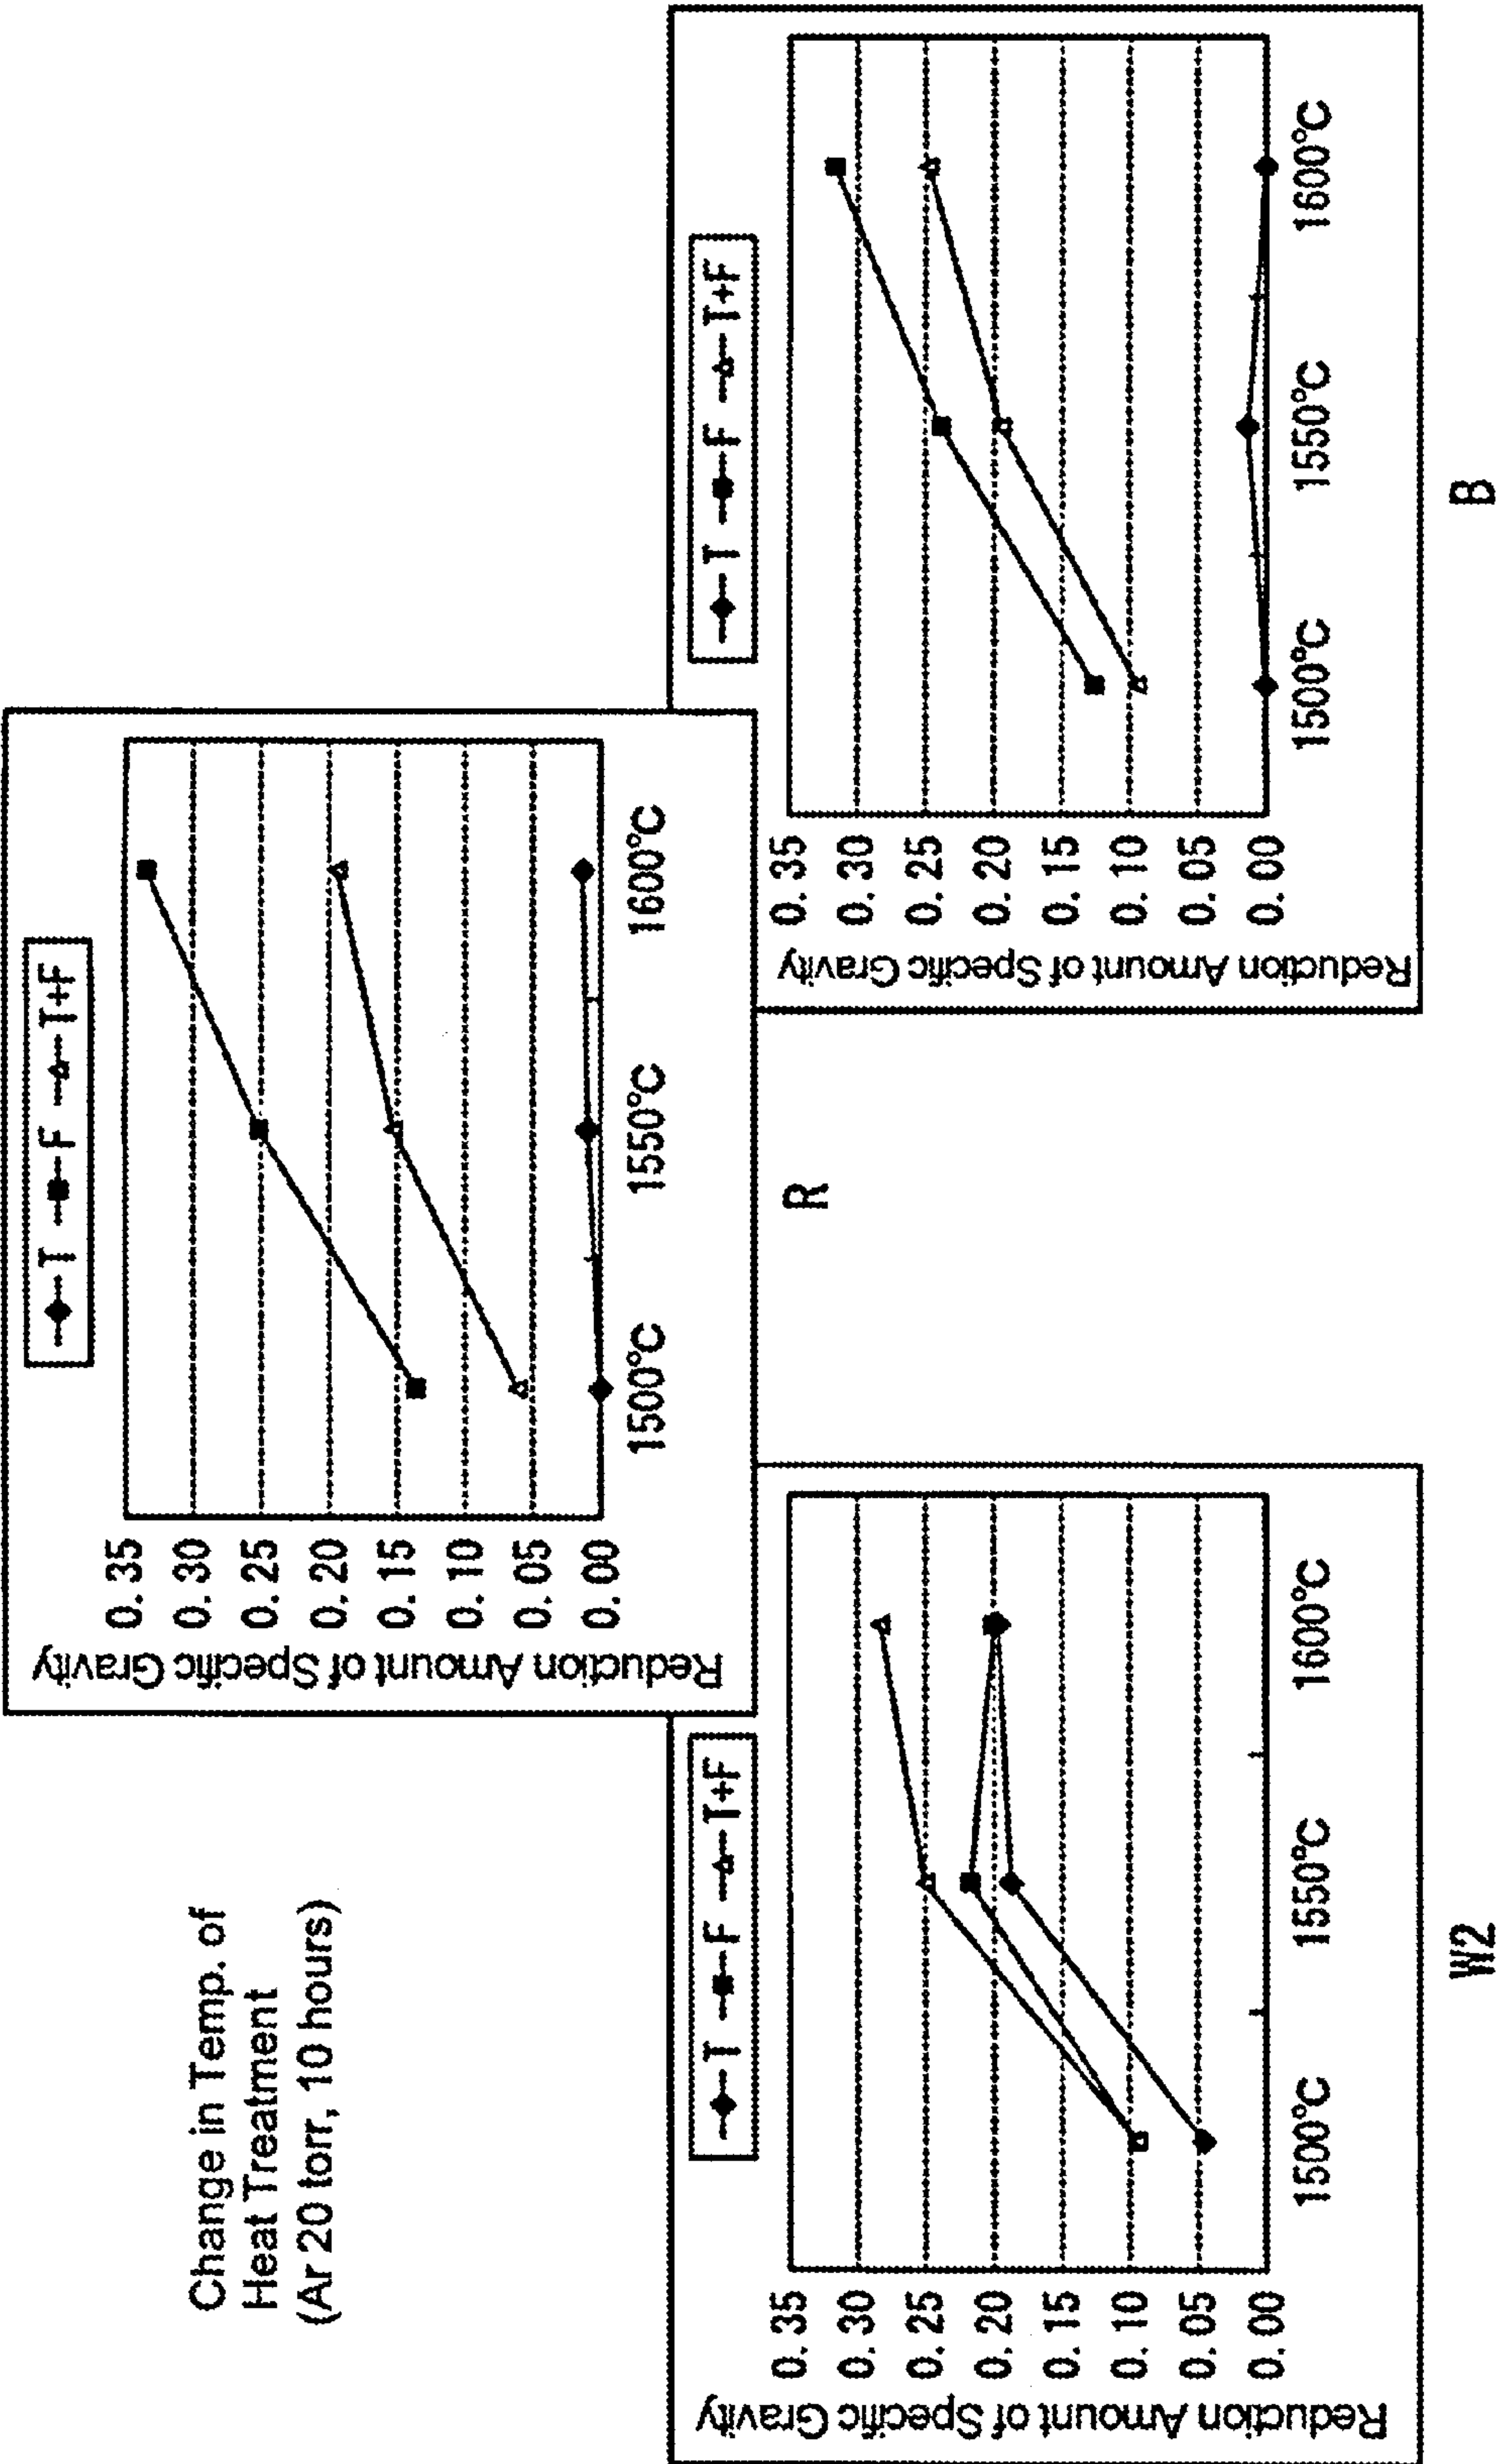 Change in Temp. of
Heat Treatment
(Ar 20 torr, 10 hours)
T F T+F
Reduction Amount of Specific Gravity
0.35
0.30
0.25
0.20
0.15
0.10
0.05
0.00
1500°C 1550°C 1600°C
R
T F T+F
Reduction Amount of Specific Gravity
0.35
0.30
0.25
0.20
0.15
0.10
0.05
0.00
1500°C 1550°C 1600°C
W2
T F T+F
Reduction Amount of Specific Gravity
0.35
0.30
0.25
0.20
0.15
0.10
0.05
0.00
1500°C 1550°C 1600°C
B